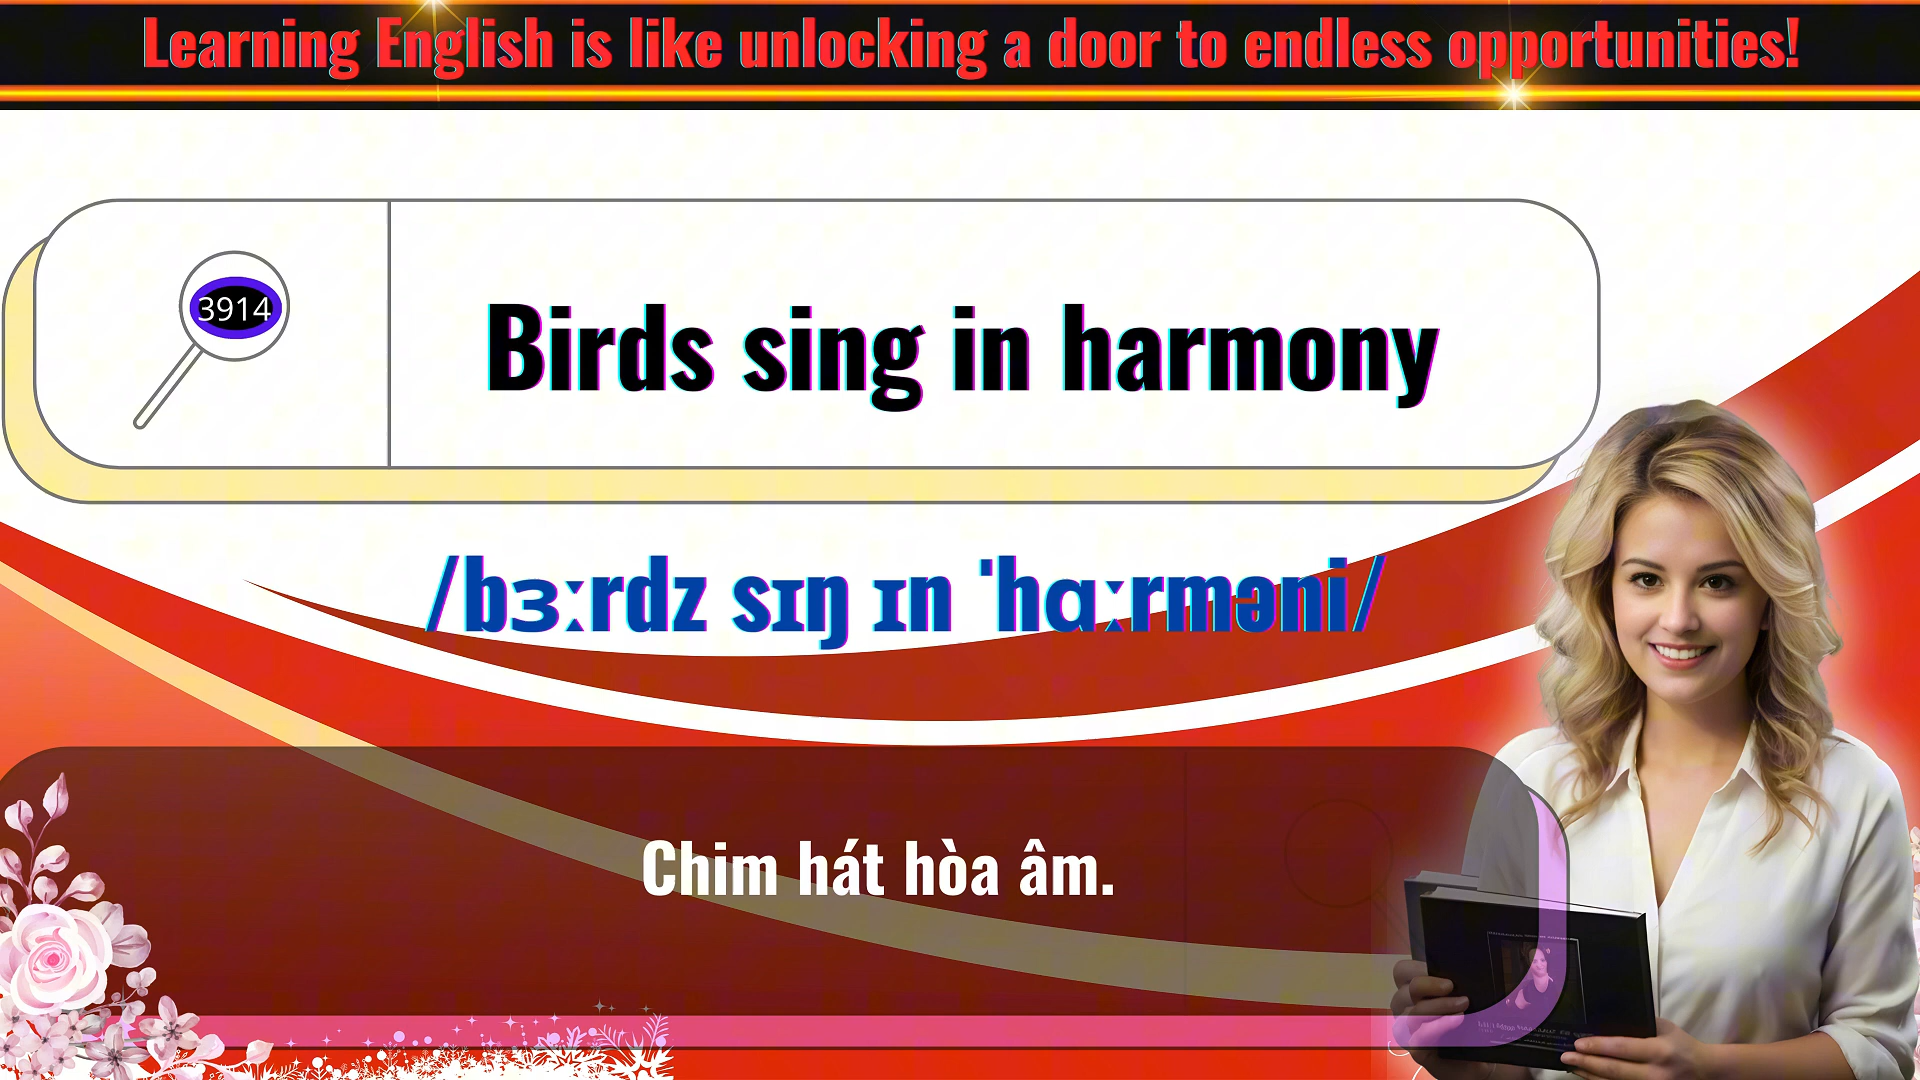 Learning English is like unlocking a door to endless opportunities!
3914
Birds sing in harmony
/bɜːrdz sɪŋ ɪn ˈhɑːrməni/
Chim hát hòa âm.